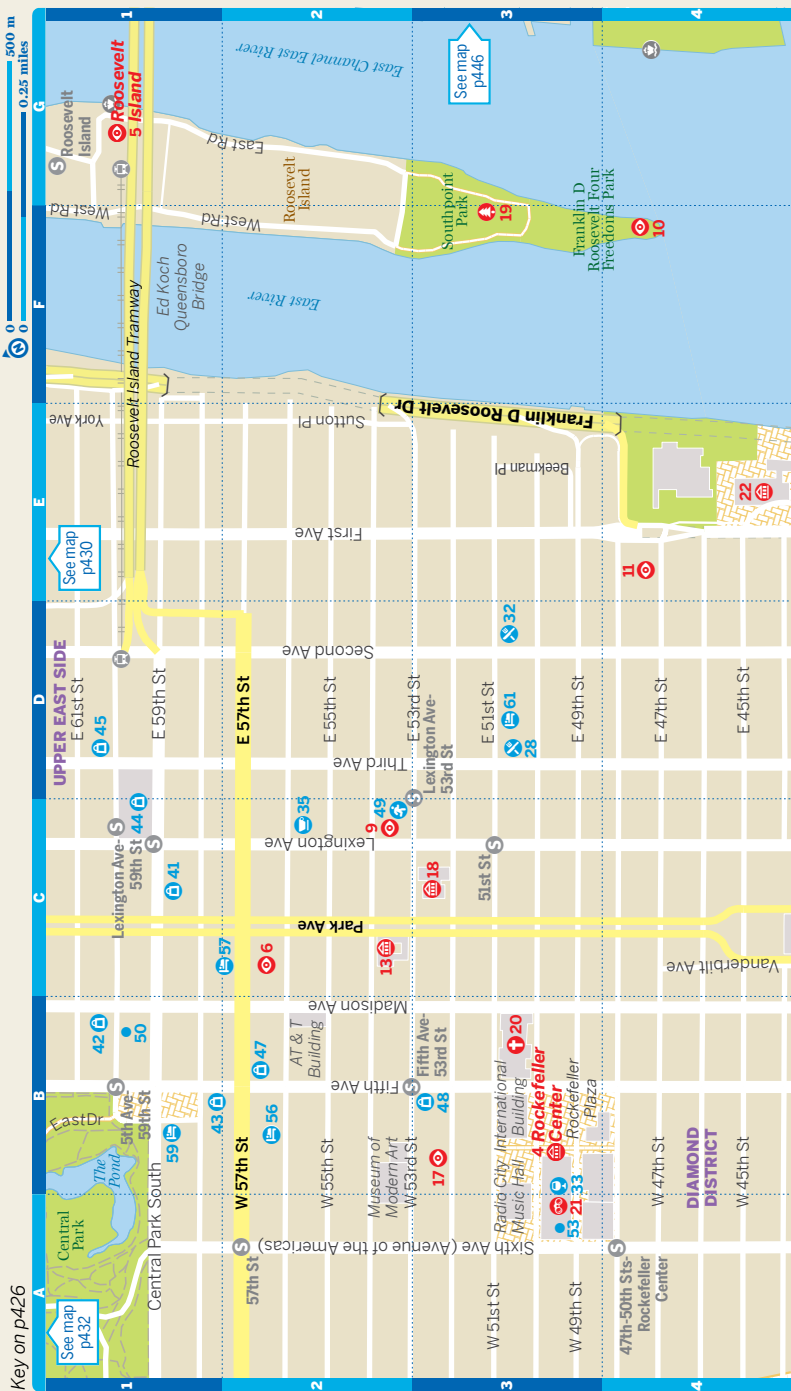 Key on p426
0
500 m
0
0.25 miles
A
B
C
D
E
F
G
1
2
3
4
1
2
3
4
See map
p432
See map
p430
See map
p446
Central
Park
The
Pond
EastDr
5th Ave-
59th St
Central Park South
59
42
50
43
UPPER EAST SIDE
E 61st St
45
Lexington Ave-
59th St
44
41
E 59th St
York Ave
Roosevelt Island Tramway
Ed Koch
Queensboro
Bridge
West Rd
Roosevelt
Island
Roosevelt
5 Island
W 57th St
57th St
56
47
57
6
E 57th St
AT & T
Building
W 55th St
Fifth Ave
Madison Ave
Park Ave
Lexington Ave
35
Third Ave
E 55th St
Second Ave
First Ave
Sutton Pl
East River
West Rd
East Rd
Roosevelt
Island
East Channel East River
Museum of
Modern Art
W 53rd St
Fifth Ave-
53rd St
13
9
49
E 53rd St
Lexington Ave-
53rd St
Sixth Ave (Avenue of the Americas)
17
48
18
Franklin D Roosevelt Dr
Beekman Pl
Southpoint
Park
19
W 51st St
Radio City
Music Hall
International
Building
20
51st St
E 51st St
28
61
32
4 Rockefeller
Center
53
21
33
Rockefeller
Plaza
W 49th St
E 49th St
Franklin D
Roosevelt Four
Freedoms Park
10
47th-50th Sts-
Rockefeller
Center
W 47th St
E 47th St
11
DIAMOND
DISTRICT
W 45th St
Vanderbilt Ave
E 45th St
22